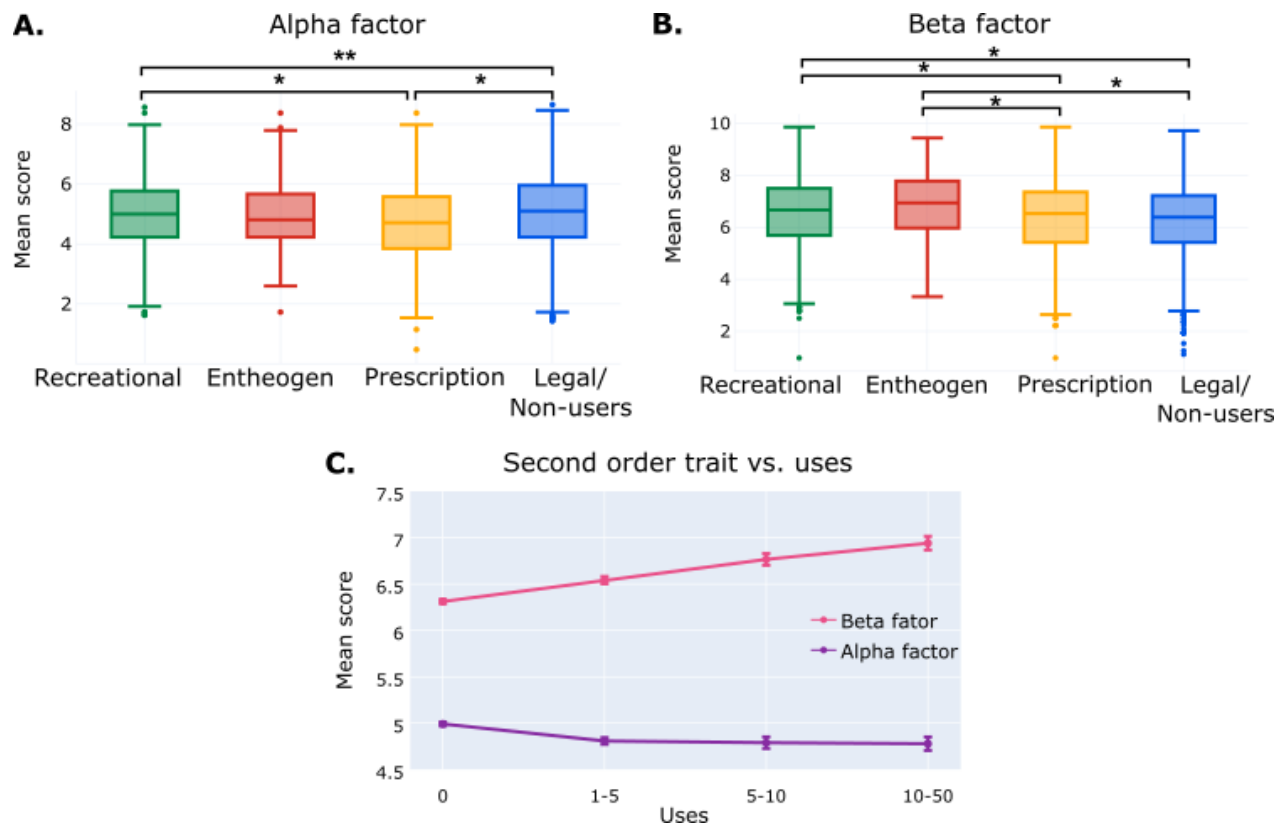 A. Alpha factor
**
* *
8
6
4
2
Mean score
Recreational Entheogen Prescription Legal/
Non-users
B. Beta factor
*
*
*
*
10
8
6
4
2
Mean score
Recreational Entheogen Prescription Legal/
Non-users
C. Second order trait vs. uses
7.5
7
6.5
6
5.5
5
4.5
Mean score
Beta fator
Alpha factor
0 1-5 5-10 10-50
Uses